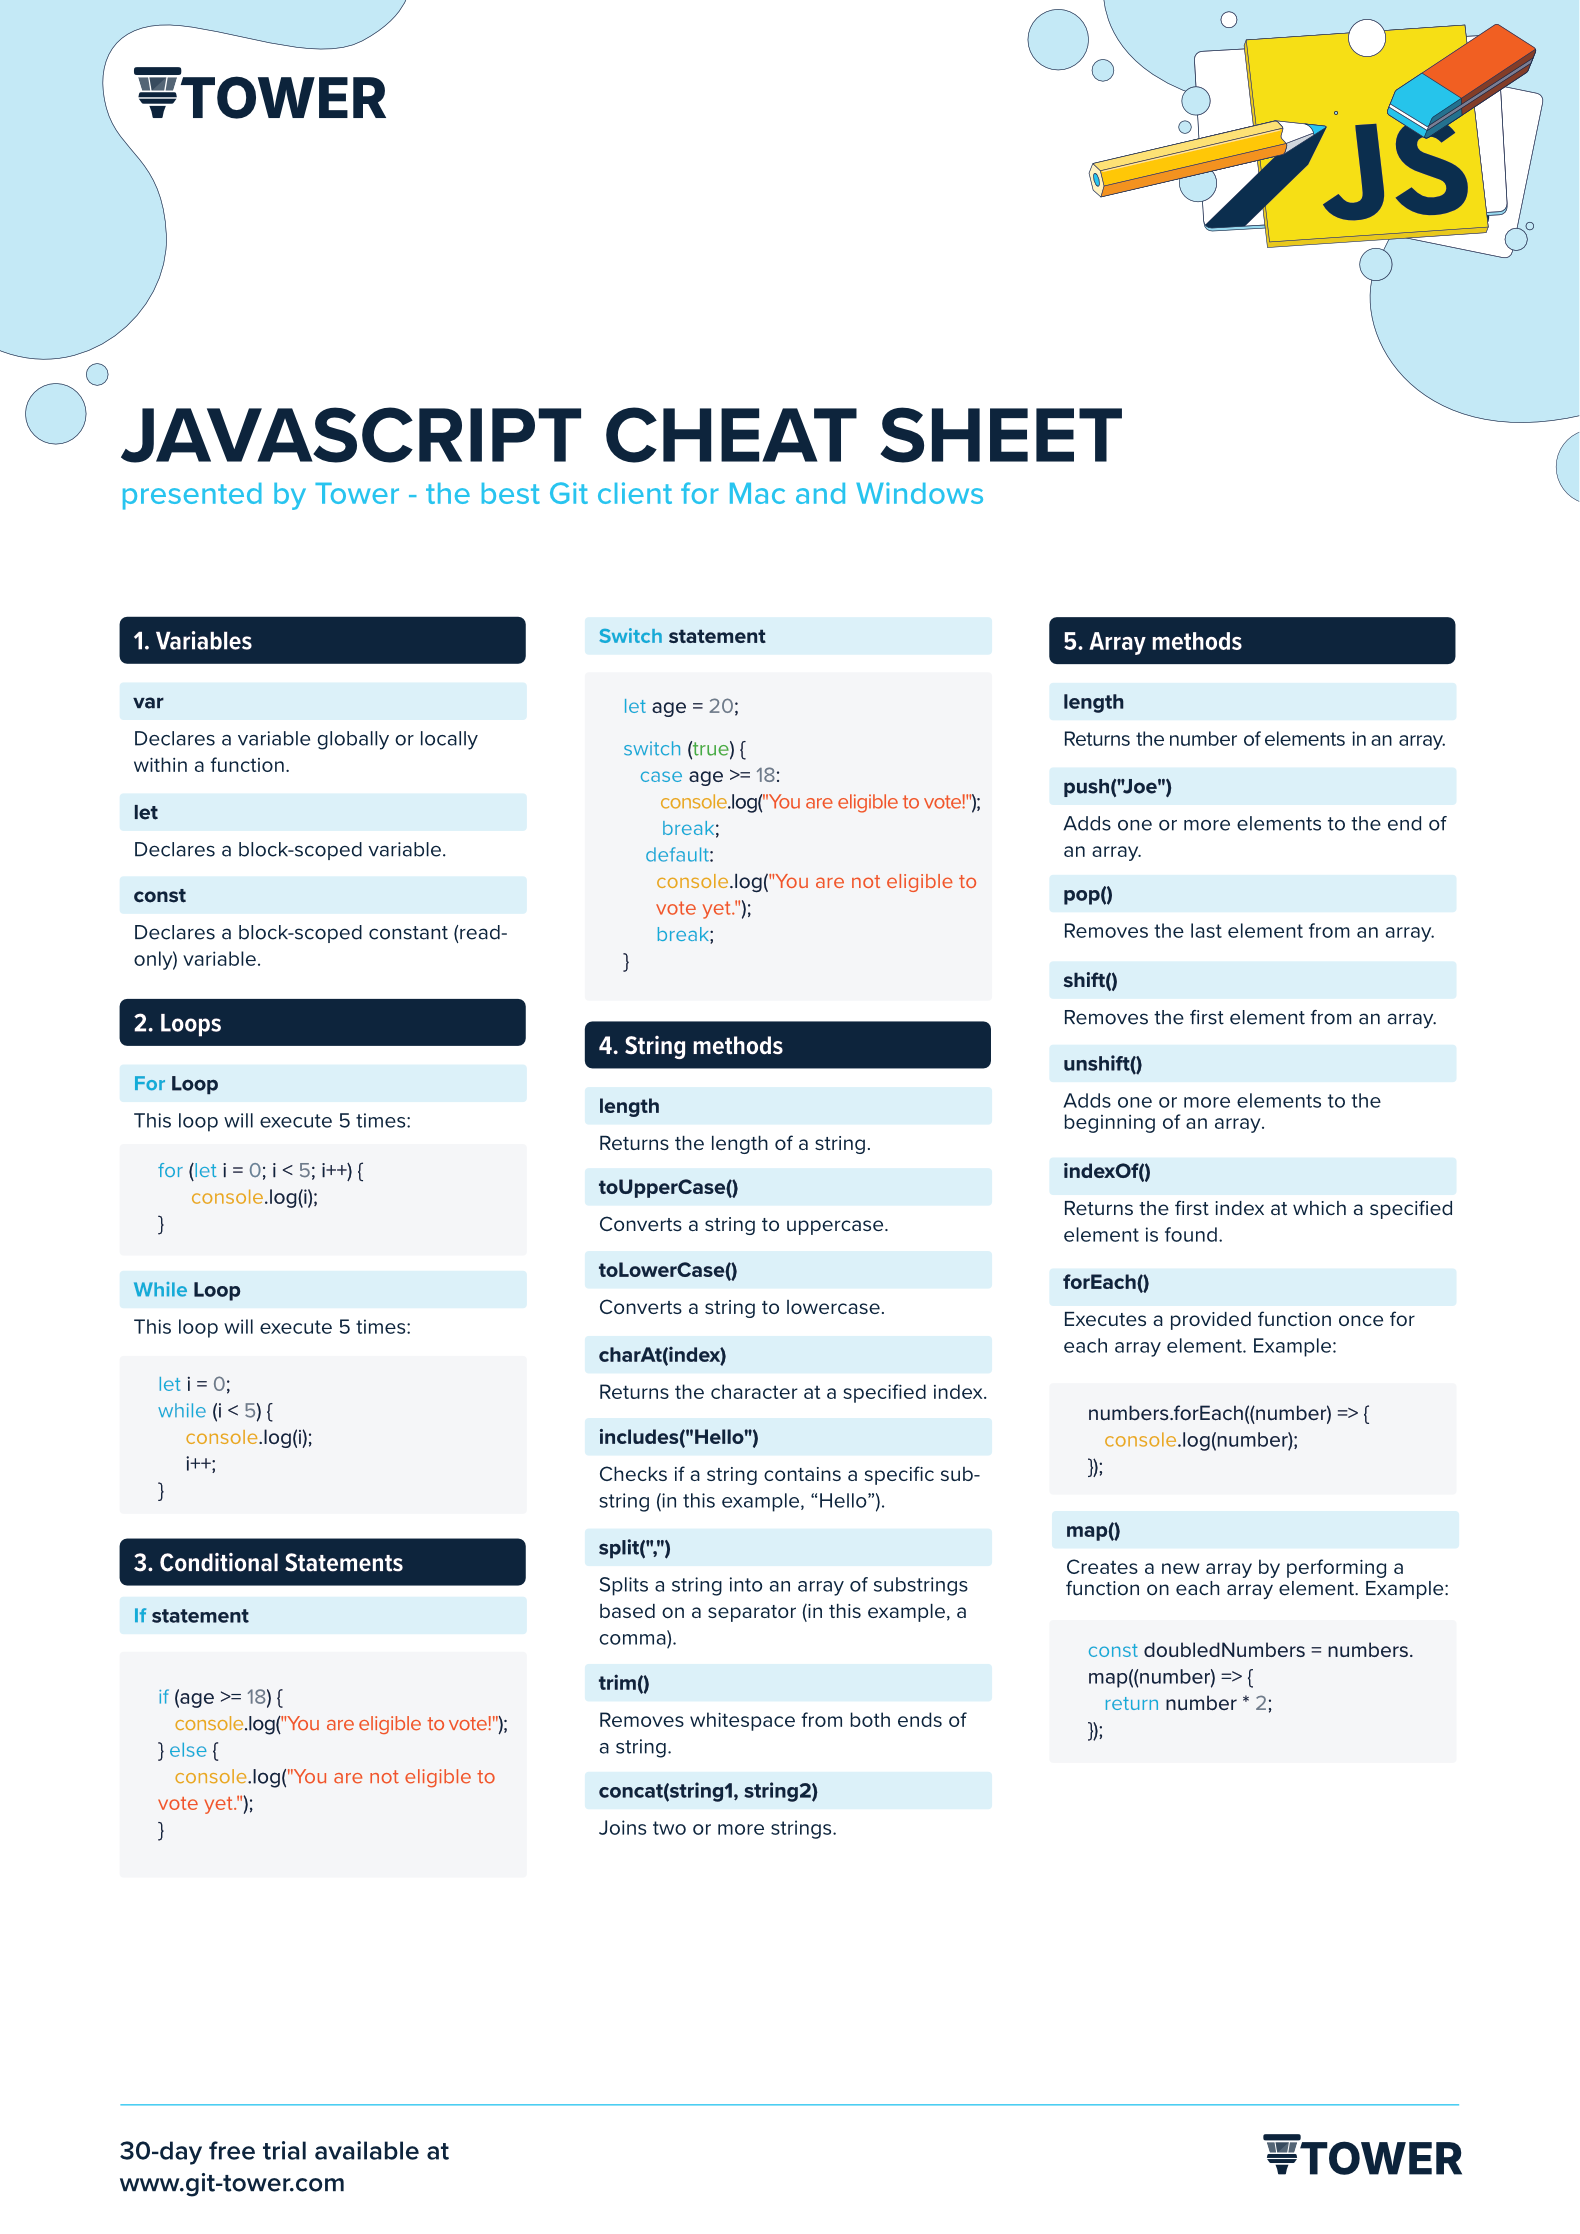 TOWER
JS
JAVASCRIPT CHEAT SHEET
presented by Tower - the best Git client for Mac and Windows
1. Variables
var
Declares a variable globally or locally
within a function.
let
Declares a block-scoped variable.
const
Declares a block-scoped constant (read-
only) variable.
2. Loops
For Loop
This loop will execute 5 times:
for (let i = 0; i < 5; i++) {
console.log(i);
}
While Loop
This loop will execute 5 times:
let i = 0;
while (i < 5) {
console.log(i);
i++;
}
3. Conditional Statements
If statement
if (age >= 18) {
console.log("You are eligible to vote!");
} else {
console.log("You are not eligible to
vote yet.");
}
Switch statement
let age = 20;
switch (true) {
case age >= 18:
console.log("You are eligible to vote!");
break;
default:
console.log("You are not eligible to
vote yet.");
break;
}
4. String methods
length
Returns the length of a string.
toUpperCase()
Converts a string to uppercase.
toLowerCase()
Converts a string to lowercase.
charAt(index)
Returns the character at a specified index.
includes("Hello")
Checks if a string contains a specific sub-
string (in this example, “Hello”).
split(",")
Splits a string into an array of substrings
based on a separator (in this example, a
comma).
trim()
Removes whitespace from both ends of
a string.
concat(string1, string2)
Joins two or more strings.
5. Array methods
length
Returns the number of elements in an array.
push("Joe")
Adds one or more elements to the end of
an array.
pop()
Removes the last element from an array.
shift()
Removes the first element from an array.
unshift()
Adds one or more elements to the
beginning of an array.
indexOf()
Returns the first index at which a specified
element is found.
forEach()
Executes a provided function once for
each array element. Example:
numbers.forEach((number) => {
console.log(number);
});
map()
Creates a new array by performing a
function on each array element. Example:
const doubledNumbers = numbers.
map((number) => {
return number * 2;
});
30-day free trial available at
www.git-tower.com
TOWER